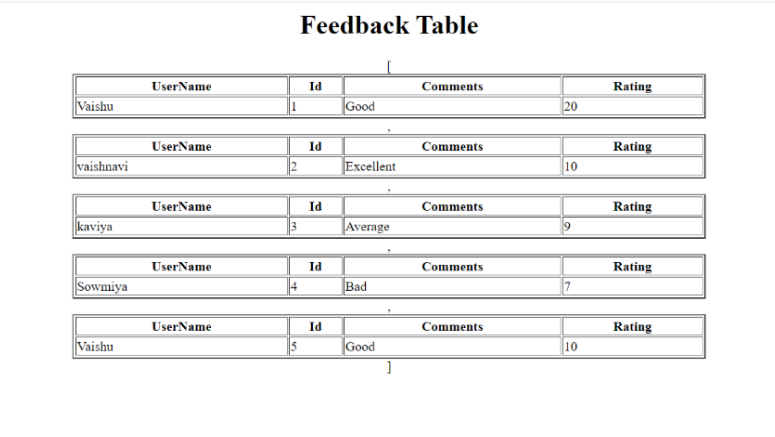 Feedback Table
[
UserName Id Comments Rating
Vaishu 1 Good 20
,
UserName Id Comments Rating
vaishnavi 2 Excellent 10
,
UserName Id Comments Rating
kaviya 3 Average 9
,
UserName Id Comments Rating
Sowmiya 4 Bad 7
,
UserName Id Comments Rating
Vaishu 5 Good 10
]